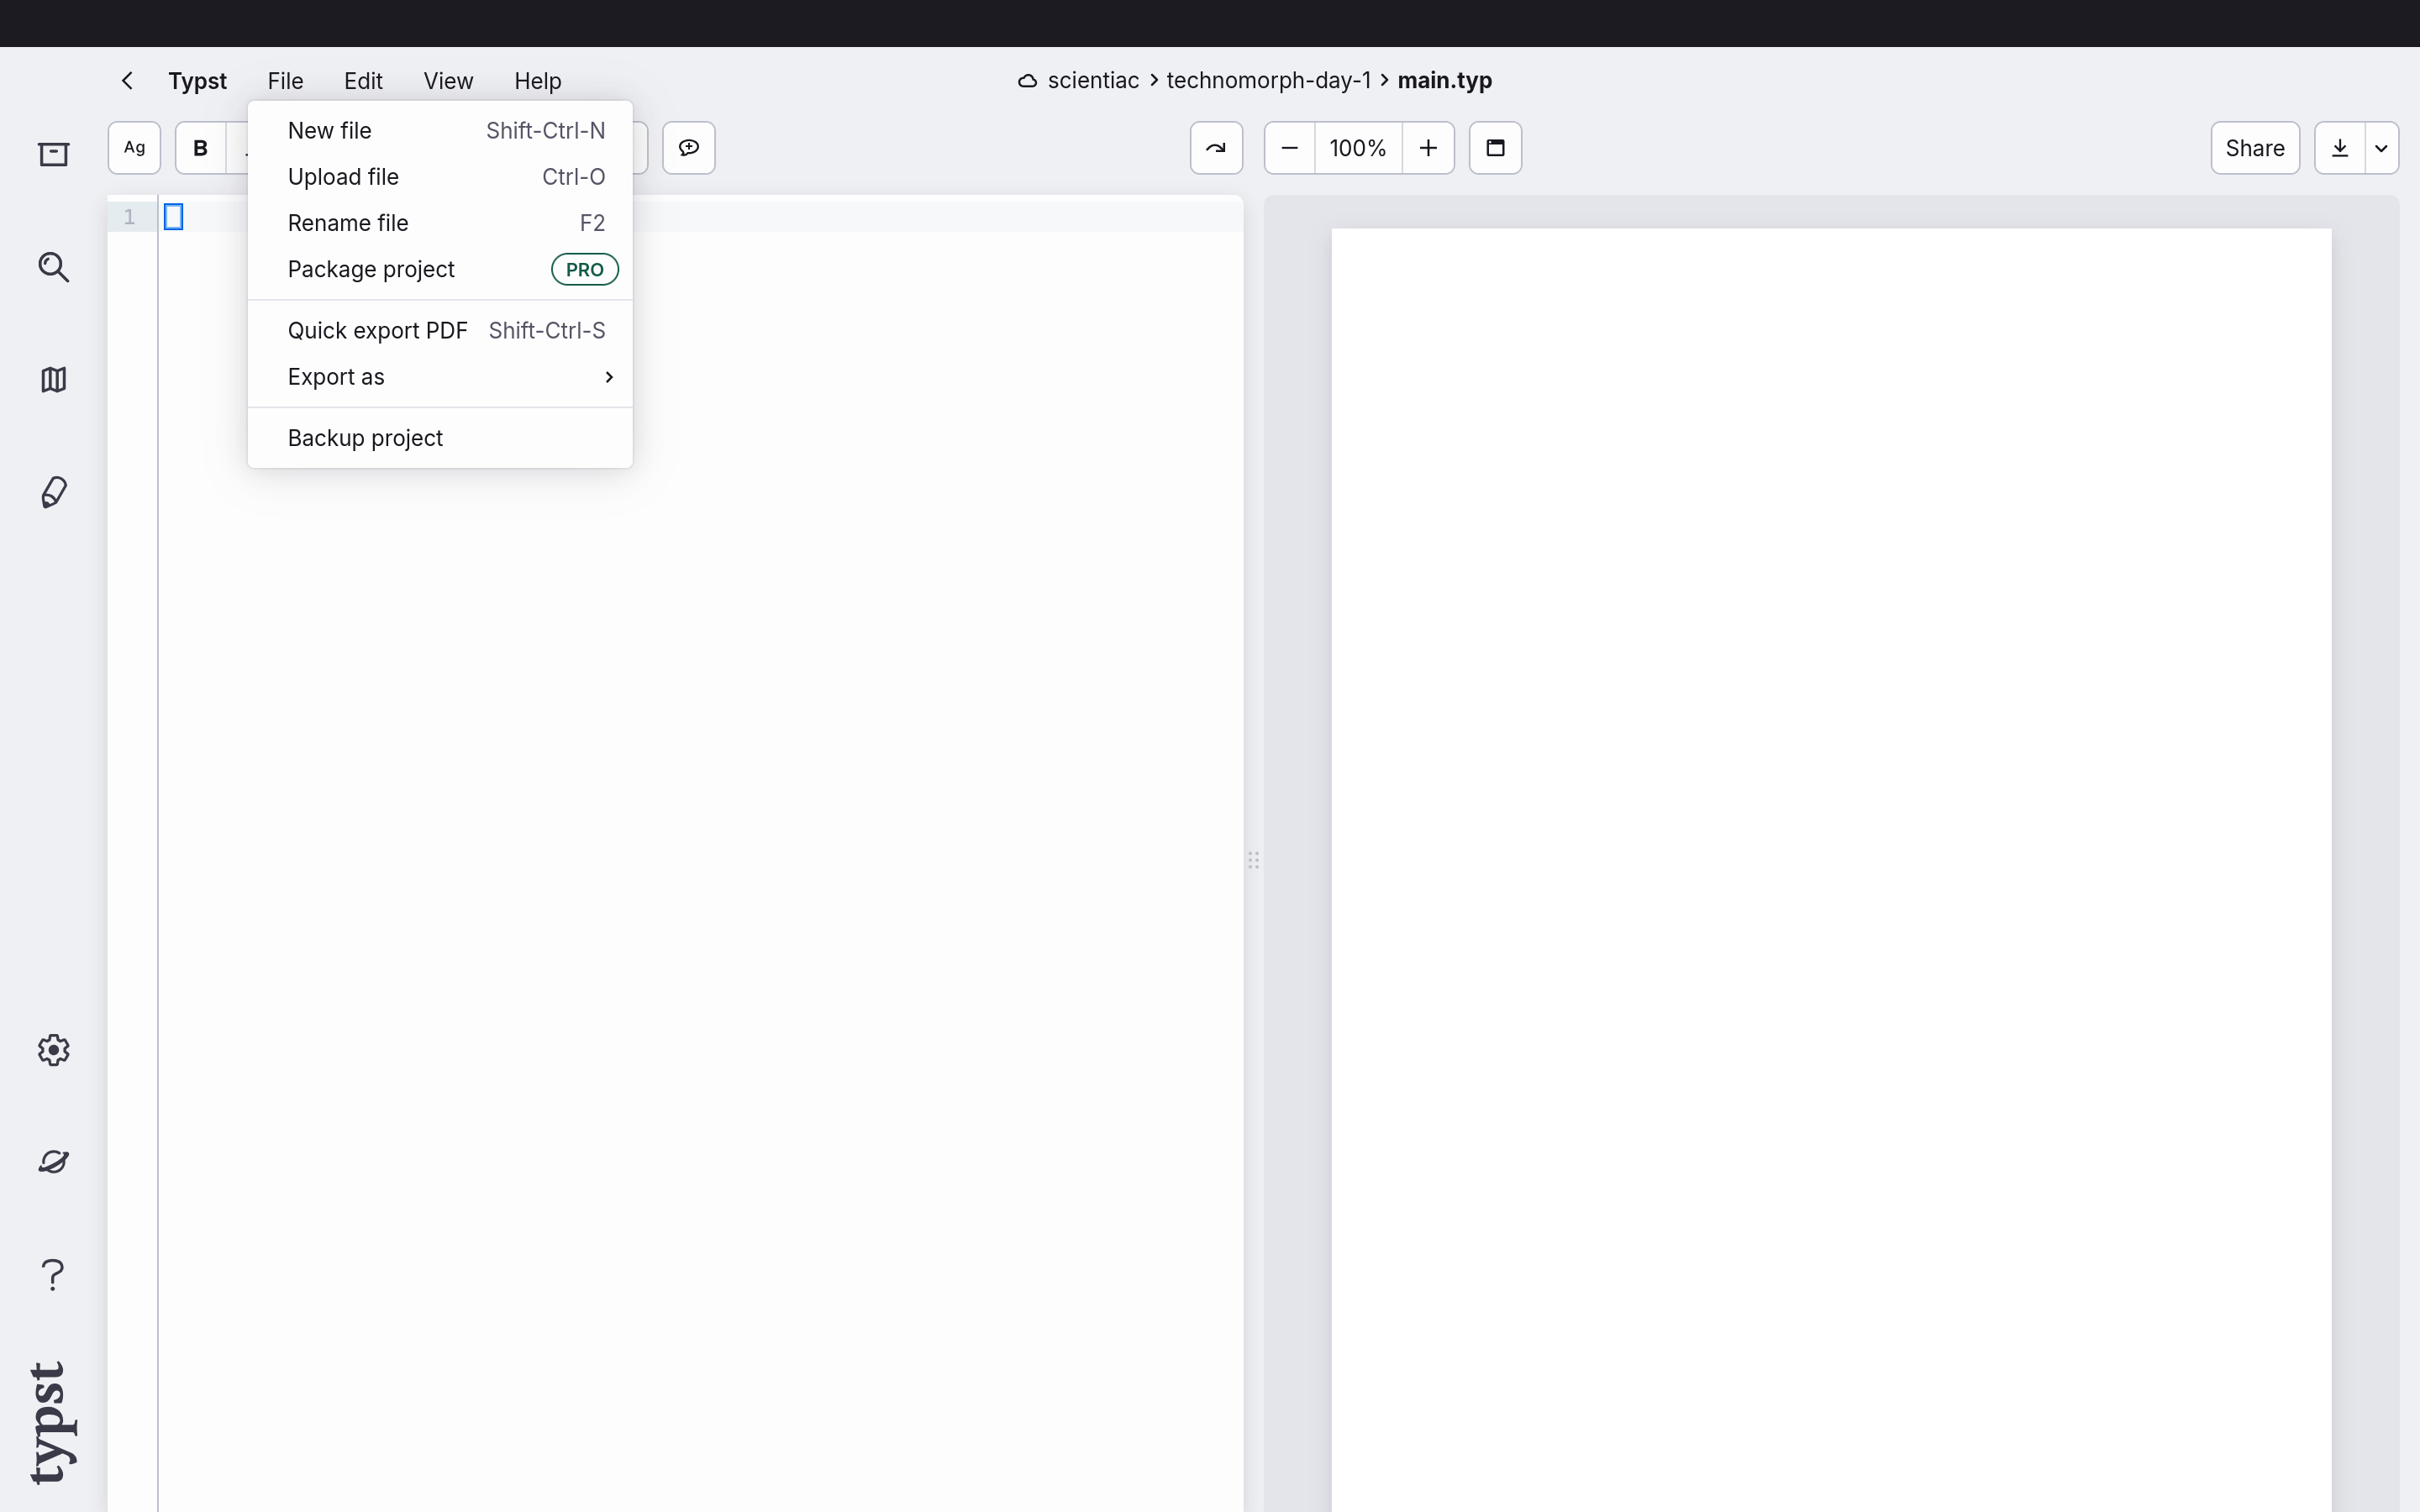 Typst File Edit View Help
scientiac > technomorph-day-1 > main.typ
Ag B 100% Share
New file Shift-Ctrl-N
Upload file Ctrl-O
Rename file F2
Package project PRO
Quick export PDF Shift-Ctrl-S
Export as
Backup project
1
typst